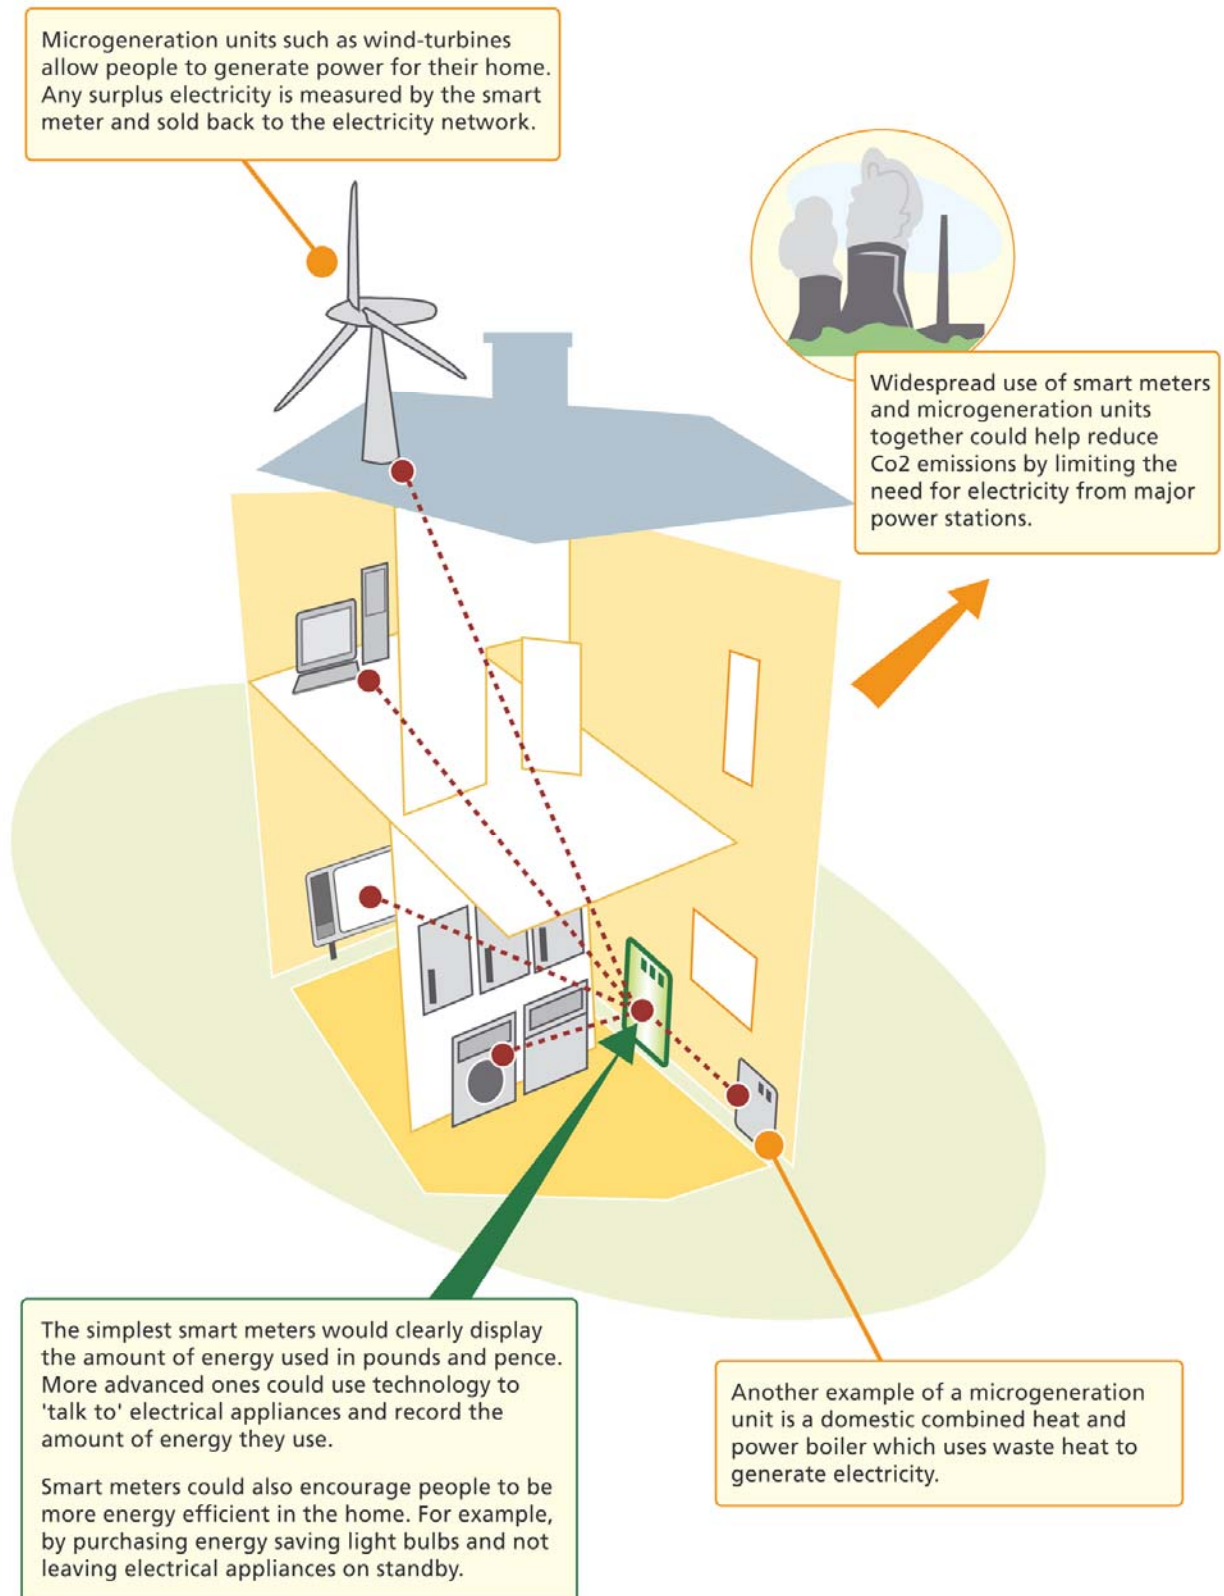 Microgeneration units such as wind-turbines
allow people to generate power for their home.
Any surplus electricity is measured by the smart
meter and sold back to the electricity network.
Widespread use of smart meters
and microgeneration units
together could help reduce
Co2 emissions by limiting the
need for electricity from major
power stations.
The simplest smart meters would clearly display
the amount of energy used in pounds and pence.
More advanced ones could use technology to
'talk to' electrical appliances and record the
amount of energy they use.
Smart meters could also encourage people to be
more energy efficient in the home. For example,
by purchasing energy saving light bulbs and not
leaving electrical appliances on standby.
Another example of a microgeneration
unit is a domestic combined heat and
power boiler which uses waste heat to
generate electricity.